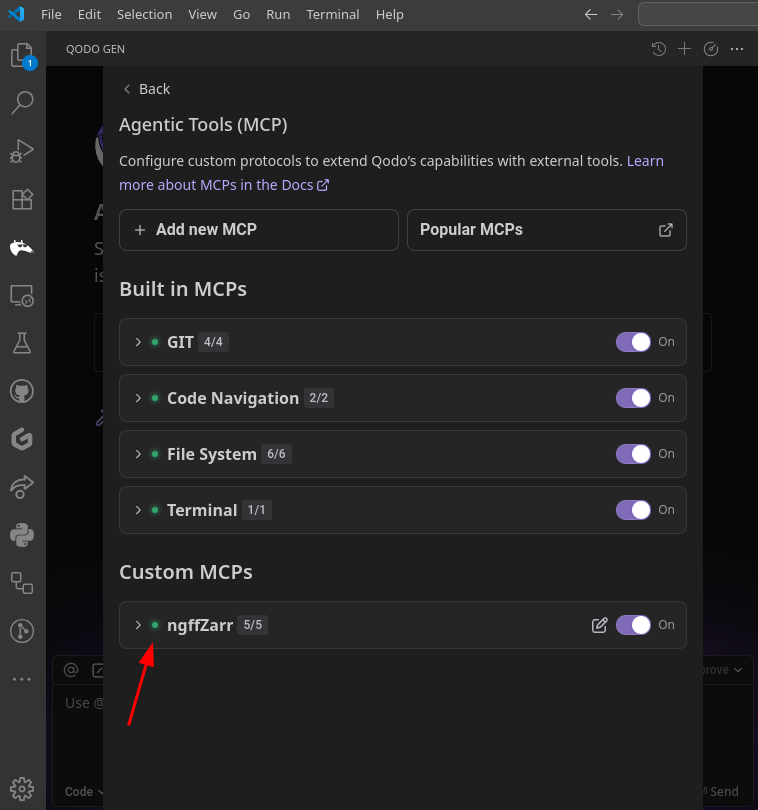 File Edit Selection View Go Run Terminal Help
QODO GEN
1
Back
Agentic Tools (MCP)
Configure custom protocols to extend Qodo’s capabilities with external tools. Learn
more about MCPs in the Docs
Add new MCP
Popular MCPs
Built in MCPs
GIT 4/4 On
Code Navigation 2/2 On
File System 6/6 On
Terminal 1/1 On
Custom MCPs
ngffZarr 5/5 On
Use @
Code
Send